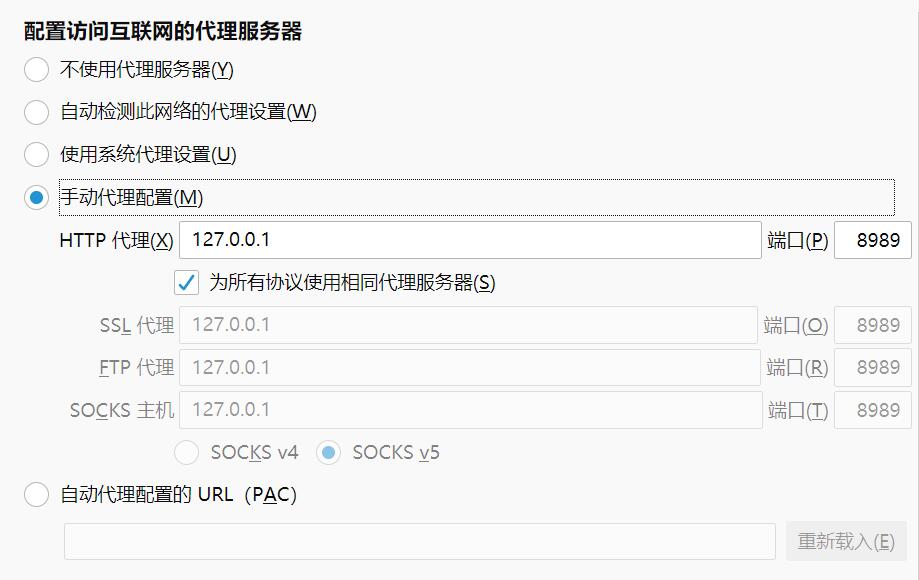 配置访问互联网的代理服务器
不使用代理服务器(Y)
自动检测此网络的代理设置(W)
使用系统代理设置(U)
手动代理配置(M)
HTTP 代理(X) 127.0.0.1 端口(P) 8989
为所有协议使用相同代理服务器(S)
SSL 代理 127.0.0.1 端口(O) 8989
FTP 代理 127.0.0.1 端口(R) 8989
SOCKS 主机 127.0.0.1 端口(T) 8989
SOCKS v4 SOCKS v5
自动代理配置的 URL（PAC）
重新载入(E)